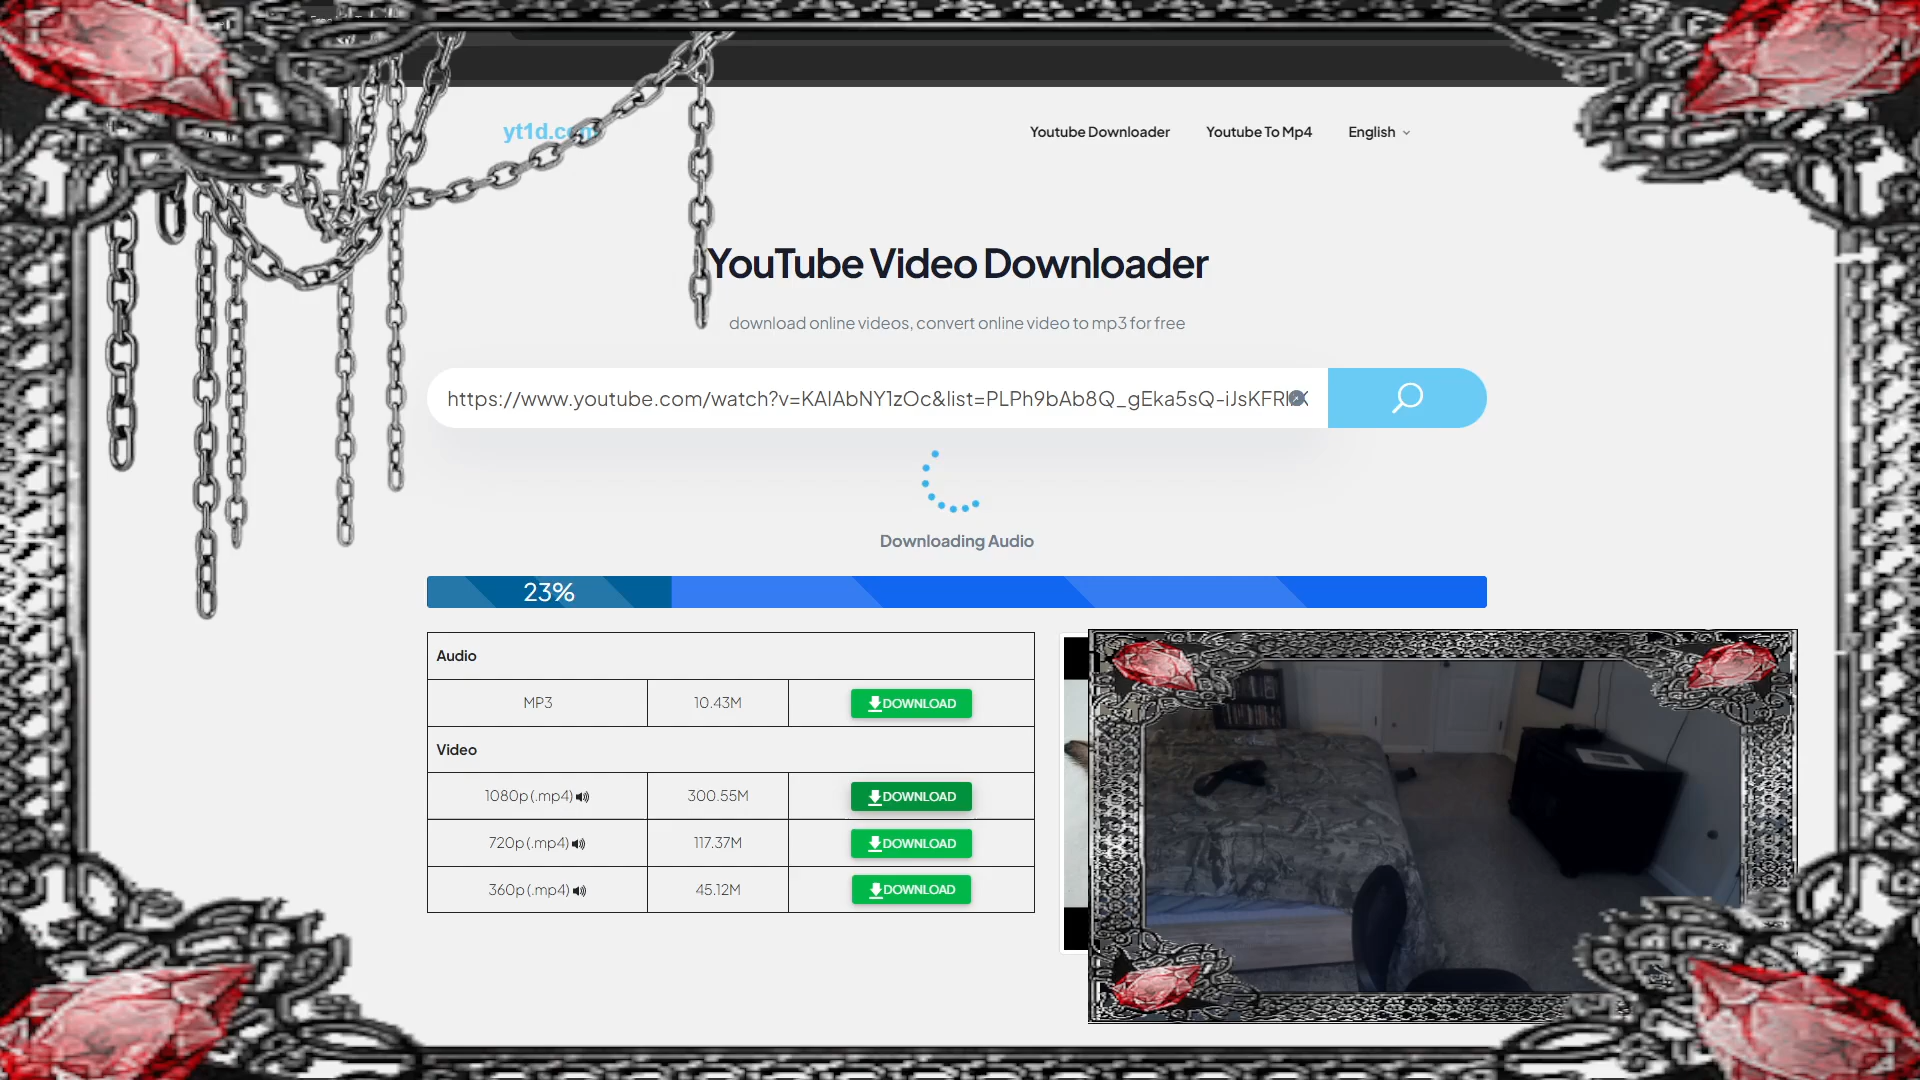 yt1d.com
Youtube Downloader
Youtube To Mp4
English
YouTube Video Downloader
download online videos, convert online video to mp3 for free
https://www.youtube.com/watch?v=KAlAbNY1zOc&list=PLPh9bAb8Q_gEka5sQ-iJsKFRI
Downloading Audio
23%
Audio
MP3 10.43M DOWNLOAD
Video
1080p (.mp4) 300.55M DOWNLOAD
720p (.mp4) 117.37M DOWNLOAD
360p (.mp4) 45.12M DOWNLOAD